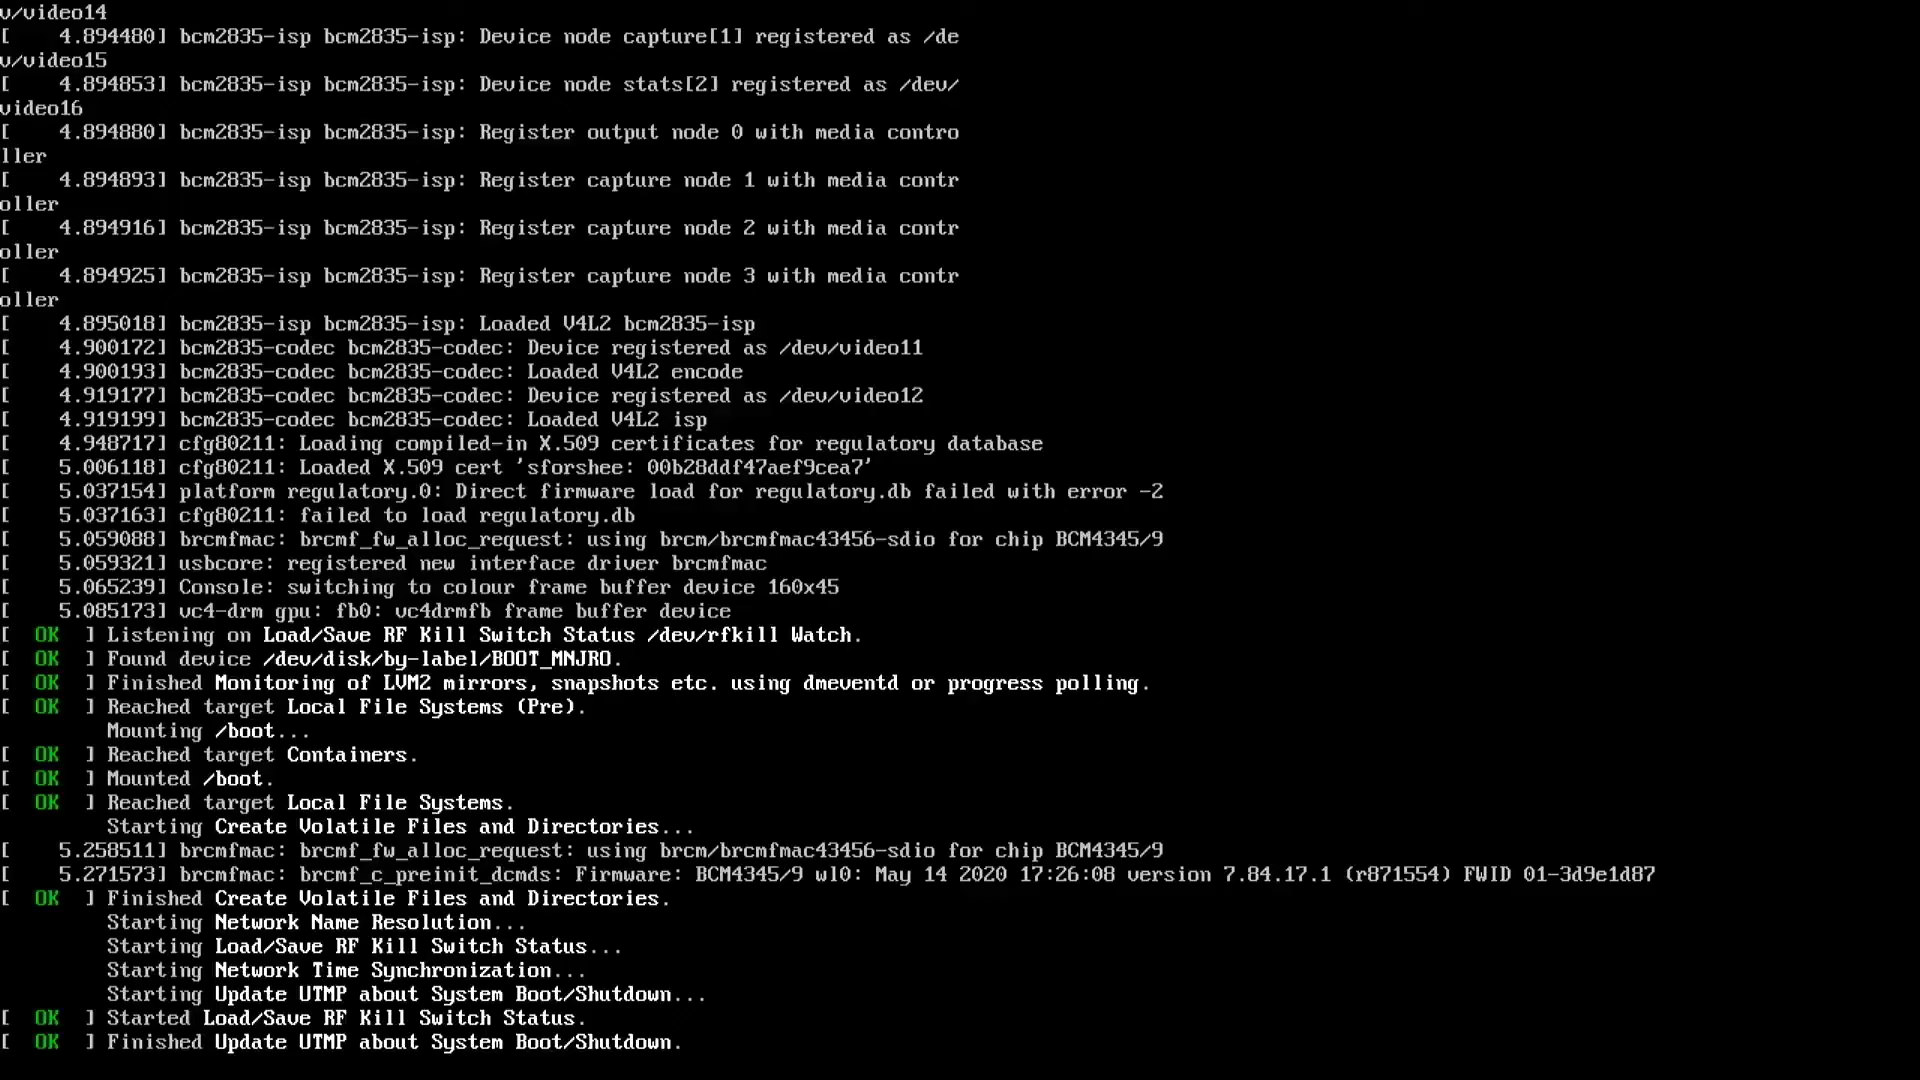 v/video14
[    4.894480] bcm2835-isp bcm2835-isp: Device node capture[1] registered as /de
v/video15
[    4.894853] bcm2835-isp bcm2835-isp: Device node stats[2] registered as /dev/
video16
[    4.894880] bcm2835-isp bcm2835-isp: Register output node 0 with media contro
ller
[    4.894893] bcm2835-isp bcm2835-isp: Register capture node 1 with media contr
oller
[    4.894916] bcm2835-isp bcm2835-isp: Register capture node 2 with media contr
oller
[    4.894925] bcm2835-isp bcm2835-isp: Register capture node 3 with media contr
oller
[    4.895018] bcm2835-isp bcm2835-isp: Loaded V4L2 bcm2835-isp
[    4.900172] bcm2835-codec bcm2835-codec: Device registered as /dev/video11
[    4.900193] bcm2835-codec bcm2835-codec: Loaded V4L2 encode
[    4.919177] bcm2835-codec bcm2835-codec: Device registered as /dev/video12
[    4.919199] bcm2835-codec bcm2835-codec: Loaded V4L2 isp
[    4.948717] cfg80211: Loading compiled-in X.509 certificates for regulatory database
[    5.006118] cfg80211: Loaded X.509 cert 'sforshee: 00b28ddf47aef9cea7'
[    5.037154] platform regulatory.0: Direct firmware load for regulatory.db failed with error -2
[    5.037163] cfg80211: failed to load regulatory.db
[    5.059088] brcmfmac: brcmf_fw_alloc_request: using brcm/brcmfmac43456-sdio for chip BCM4345/9
[    5.059321] usbcore: registered new interface driver brcmfmac
[    5.065239] Console: switching to colour frame buffer device 160x45
[    5.085173] vc4-drm gpu: fb0: vc4drmfb frame buffer device
[  OK  ] Listening on Load/Save RF Kill Switch Status /dev/rfkill Watch.
[  OK  ] Found device /dev/disk/by-label/BOOT_MNJRO.
[  OK  ] Finished Monitoring of LVM2 mirrors, snapshots etc. using dmeventd or progress polling.
[  OK  ] Reached target Local File Systems (Pre).
         Mounting /boot...
[  OK  ] Reached target Containers.
[  OK  ] Mounted /boot.
[  OK  ] Reached target Local File Systems.
         Starting Create Volatile Files and Directories...
[    5.258511] brcmfmac: brcmf_fw_alloc_request: using brcm/brcmfmac43456-sdio for chip BCM4345/9
[    5.271573] brcmfmac: brcmf_c_preinit_dcmds: Firmware: BCM4345/9 wl0: May 14 2020 17:26:08 version 7.84.17.1 (r871554) FWID 01-3d9e1d87
[  OK  ] Finished Create Volatile Files and Directories.
         Starting Network Name Resolution...
         Starting Load/Save RF Kill Switch Status...
         Starting Network Time Synchronization...
         Starting Update UTMP about System Boot/Shutdown...
[  OK  ] Started Load/Save RF Kill Switch Status.
[  OK  ] Finished Update UTMP about System Boot/Shutdown.